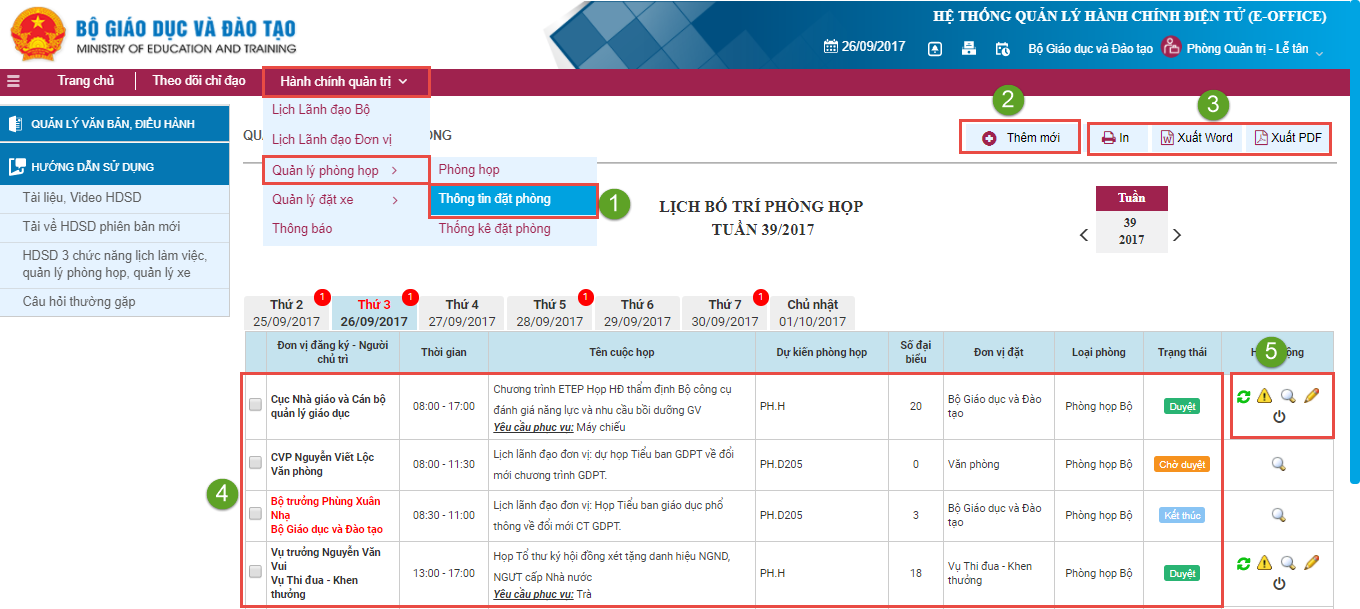 BỘ GIÁO DỤC VÀ ĐÀO TẠO
MINISTRY OF EDUCATION AND TRAINING
HỆ THỐNG QUẢN LÝ HÀNH CHÍNH ĐIỆN TỬ (E-OFFICE)
26/09/2017 Bộ Giáo dục và Đào tạo Phòng Quản trị - Lễ tân
Trang chủ Theo dõi chỉ đạo Hành chính quản trị
QUẢN LÝ VĂN BẢN, ĐIỀU HÀNH
HƯỚNG DẪN SỬ DỤNG
Tài liệu, Video HDSD
Tải về HDSD phiên bản mới
HDSD 3 chức năng lịch làm việc,
quản lý phòng họp, quản lý xe
Câu hỏi thường gặp
Lịch Lãnh đạo Bộ
Lịch Lãnh đạo Đơn vị
Quản lý phòng họp
Quản lý đặt xe
Thông báo
Phòng họp
Thông tin đặt phòng
Thống kê đặt phòng
1
2
3
Thêm mới In Xuất Word Xuất PDF
LỊCH BỐ TRÍ PHÒNG HỌP
TUẦN 39/2017
Tuần
39
2017
Thứ 2 1 Thứ 3 1 Thứ 4 Thứ 5 1 Thứ 6 Thứ 7 1 Chủ nhật
25/09/2017 26/09/2017 27/09/2017 28/09/2017 29/09/2017 30/09/2017 01/10/2017
Đơn vị đăng ký - Người
chủ trì
Thời gian
Tên cuộc họp
Dự kiến phòng họp
Số đại
biểu
Đơn vị đặt
Loại phòng
Trạng thái
5
4
Cục Nhà giáo và Cán bộ
quản lý giáo dục
08:00 - 17:00
Chương trình ETEP Họp HĐ thẩm định Bộ công cụ
đánh giá năng lực và nhu cầu bồi dưỡng GV
Yêu cầu phục vụ: Máy chiếu
PH.H
20
Bộ Giáo dục và Đào
tạo
Phòng họp Bộ
Duyệt
CVP Nguyễn Viết Lộc
Văn phòng
08:00 - 11:30
Lịch lãnh đạo đơn vị: dự họp Tiểu ban GDPT về đổi
mới chương trình GDPT.
PH.D205
0
Văn phòng
Phòng họp Bộ
Chờ duyệt
Bộ trưởng Phùng Xuân
Nhạ
Bộ Giáo dục và Đào tạo
08:30 - 11:00
Lịch lãnh đạo đơn vị: Họp Tiểu ban giáo dục phổ
thông về đổi mới CT GDPT.
PH.D205
3
Bộ Giáo dục và Đào
tạo
Phòng họp Bộ
Kết thúc
Vụ trưởng Nguyễn Văn
Vui
Vụ Thi đua - Khen
thưởng
13:00 - 17:00
Họp Tổ thư ký hội đồng xét tặng danh hiệu NGND,
NGƯT cấp Nhà nước
Yêu cầu phục vụ: Trà
PH.H
18
Vụ Thi đua - Khen
thưởng
Phòng họp Bộ
Duyệt